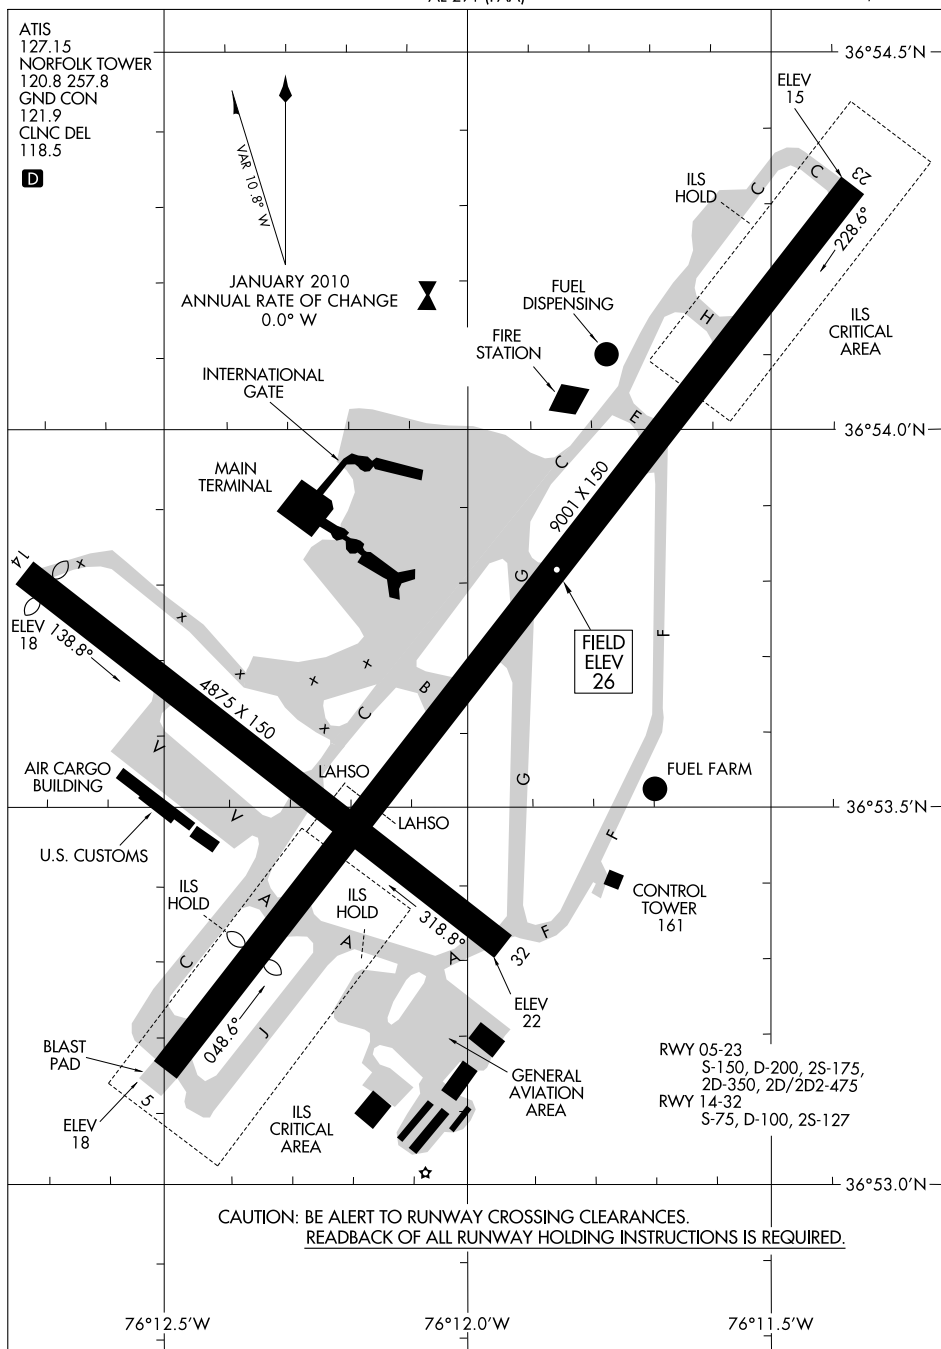 ATIS
127.15
NORFOLK TOWER
120.8 257.8
GND CON
121.9
CLNC DEL
118.5
D
VAR 10.8° W
JANUARY 2010
ANNUAL RATE OF CHANGE
0.0° W
36°54.5'N
ELEV
15
23
C
C
ILS
HOLD
228.6°
FUEL
DISPENSING
H
ILS
CRITICAL
AREA
FIRE
STATION
INTERNATIONAL
GATE
E
36°54.0'N
MAIN
TERMINAL
C
9001 X 150
14
x
G
ELEV
18
138.8°
x
FIELD
ELEV
26
F
x
x
x
B
4875 X 150
C
x
V
AIR CARGO
BUILDING
LAHSO
G
FUEL FARM
V
LAHSO
36°53.5'N
U.S. CUSTOMS
F
ILS
HOLD
A
ILS
HOLD
CONTROL
TOWER
161
318.8°
A
F
A
32
C
ELEV
22
048.6°
J
BLAST
PAD
5
ELEV
18
ILS
CRITICAL
AREA
GENERAL
AVIATION
AREA
RWY 05-23
S-150, D-200, 2S-175,
2D-350, 2D/2D2-475
RWY 14-32
S-75, D-100, 2S-127
36°53.0'N
CAUTION: BE ALERT TO RUNWAY CROSSING CLEARANCES.
READBACK OF ALL RUNWAY HOLDING INSTRUCTIONS IS REQUIRED.
76°12.5'W
76°12.0'W
76°11.5'W